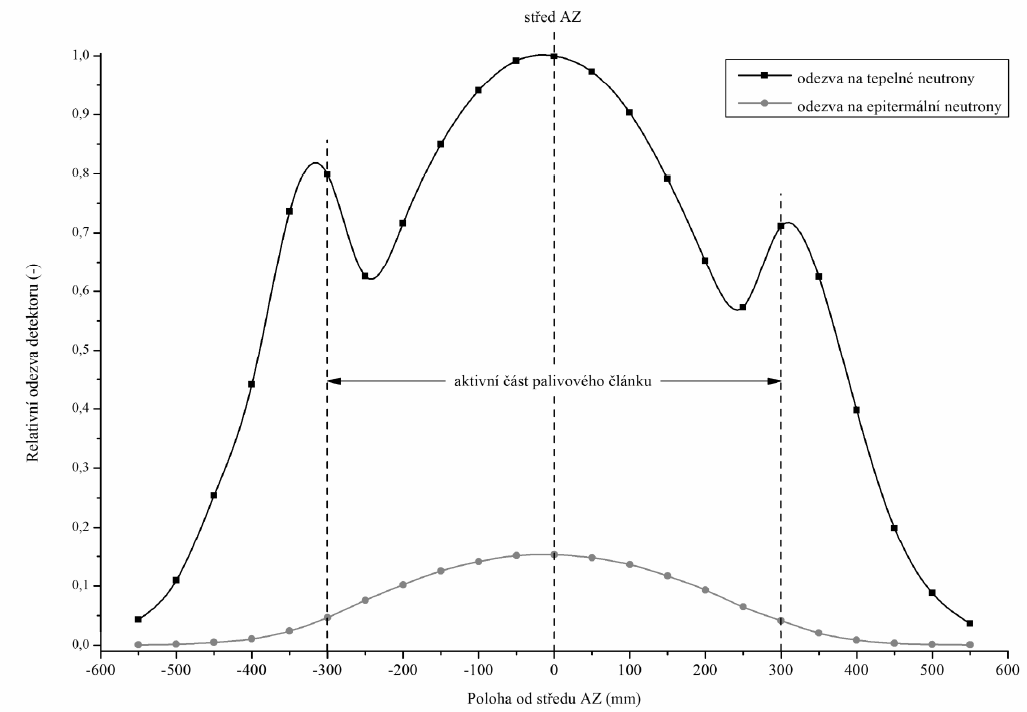 střed AZ
1,0
0,9
0,8
0,7
0,6
0,5
0,4
0,3
0,2
0,1
0,0
Relativní odezva detektoru (-)
odezva na tepelné neutrony
odezva na epitermální neutrony
aktivní část palivového článku
-600 -500 -400 -300 -200 -100 0 100 200 300 400 500 600
Poloha od středu AZ (mm)